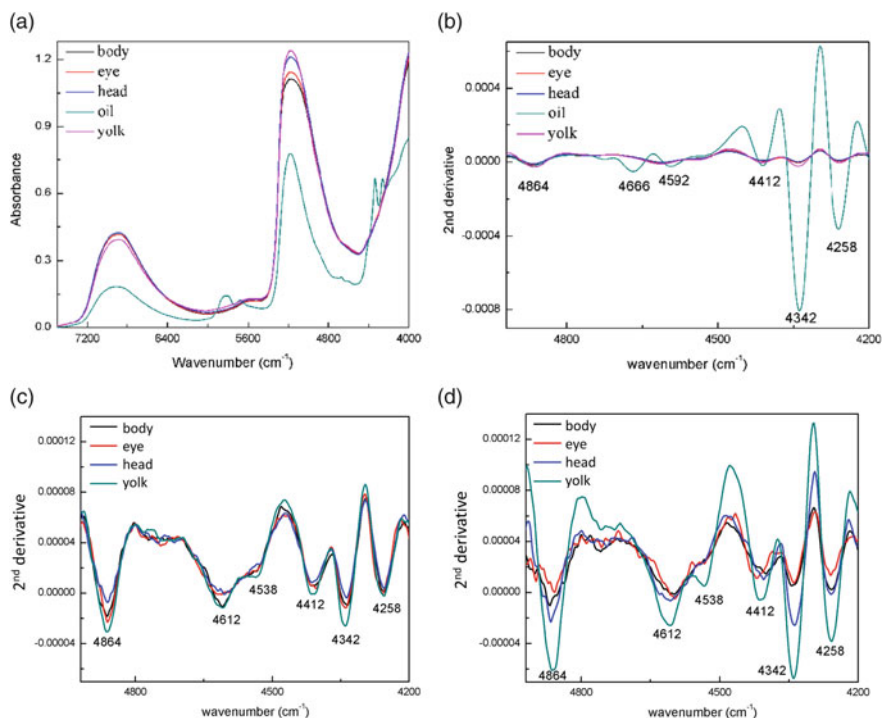 (a)
body
eye
head
oil
yolk
Absorbance
1.2
0.9
0.6
0.3
0.0
7200 6400 5600 4800 4000
Wavenumber (cm-1)
(b)
body
eye
head
oil
yolk
2nd derivative
0.0004
0.0000
-0.0004
-0.0008
4864
4666
4592
4412
4342
4258
4800 4500 4200
wavenumber (cm-1)
(c)
body
eye
head
yolk
2nd derivative
0.00012
0.00008
0.00004
0.00000
-0.00004
4864
4612
4538
4412
4342
4258
4800 4500 4200
wavenumber (cm-1)
(d)
body
eye
head
yolk
2nd derivative
0.00012
0.00008
0.00004
0.00000
-0.00004
4864
4612
4538
4412
4342
4258
4800 4500 4200
wavenumber (cm-1)